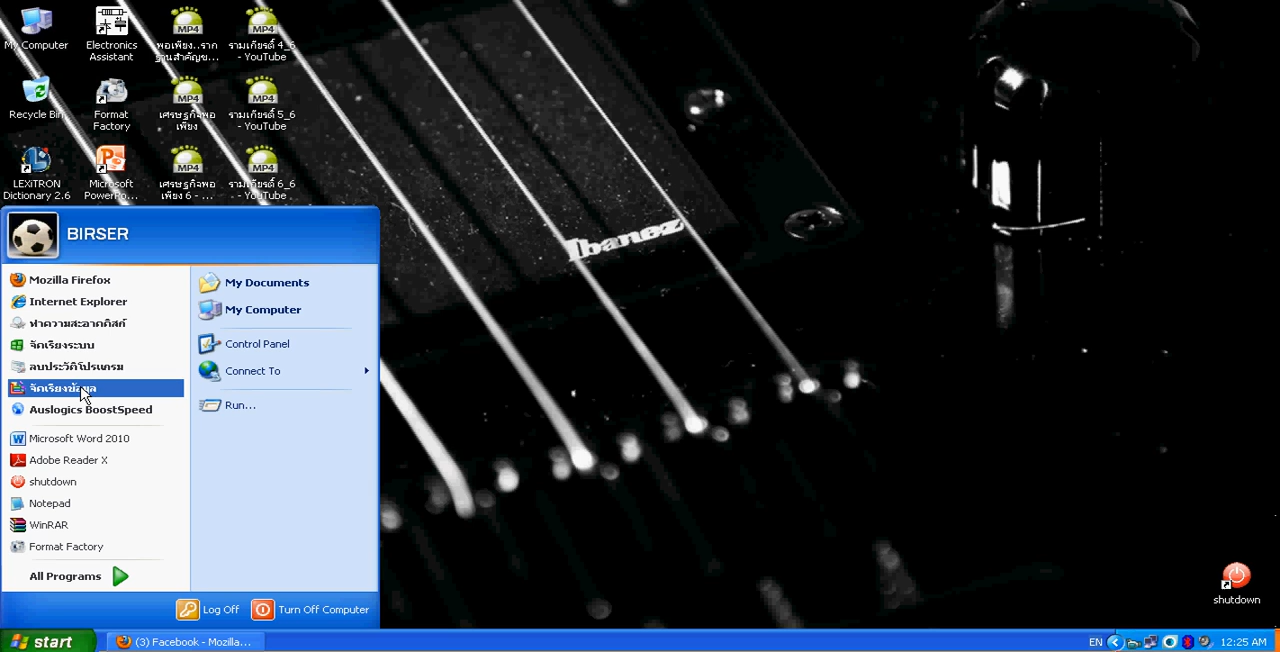 My Computer
Electronics
Assistant
พอเพียง..ราก
ฐานสำคัญข...
รามเกียรติ์ 4_6
- YouTube
Recycle Bin
Format
Factory
เศรษฐกิจพอ
เพียง
รามเกียรติ์ 5_6
- YouTube
LEXiTRON
Dictionary 2.6
Microsoft
PowerPo...
เศรษฐกิจพอ
เพียง 6 - ...
รามเกียรติ์ 6_6
- YouTube
MP4
MP4
MP4
MP4
MP4
MP4
Ibanez
BIRSER
Mozilla Firefox
Internet Explorer
ทำความสะอาดดิสก์
จัดเรียงระบบ
ลบประวัติโปรแกรม
จัดเรียงข้อมูล
Auslogics BoostSpeed
Microsoft Word 2010
Adobe Reader X
shutdown
Notepad
WinRAR
Format Factory
All Programs
My Documents
My Computer
Control Panel
Connect To
Run...
Log Off
Turn Off Computer
shutdown
start
(3) Facebook - Mozilla...
EN
12:25 AM